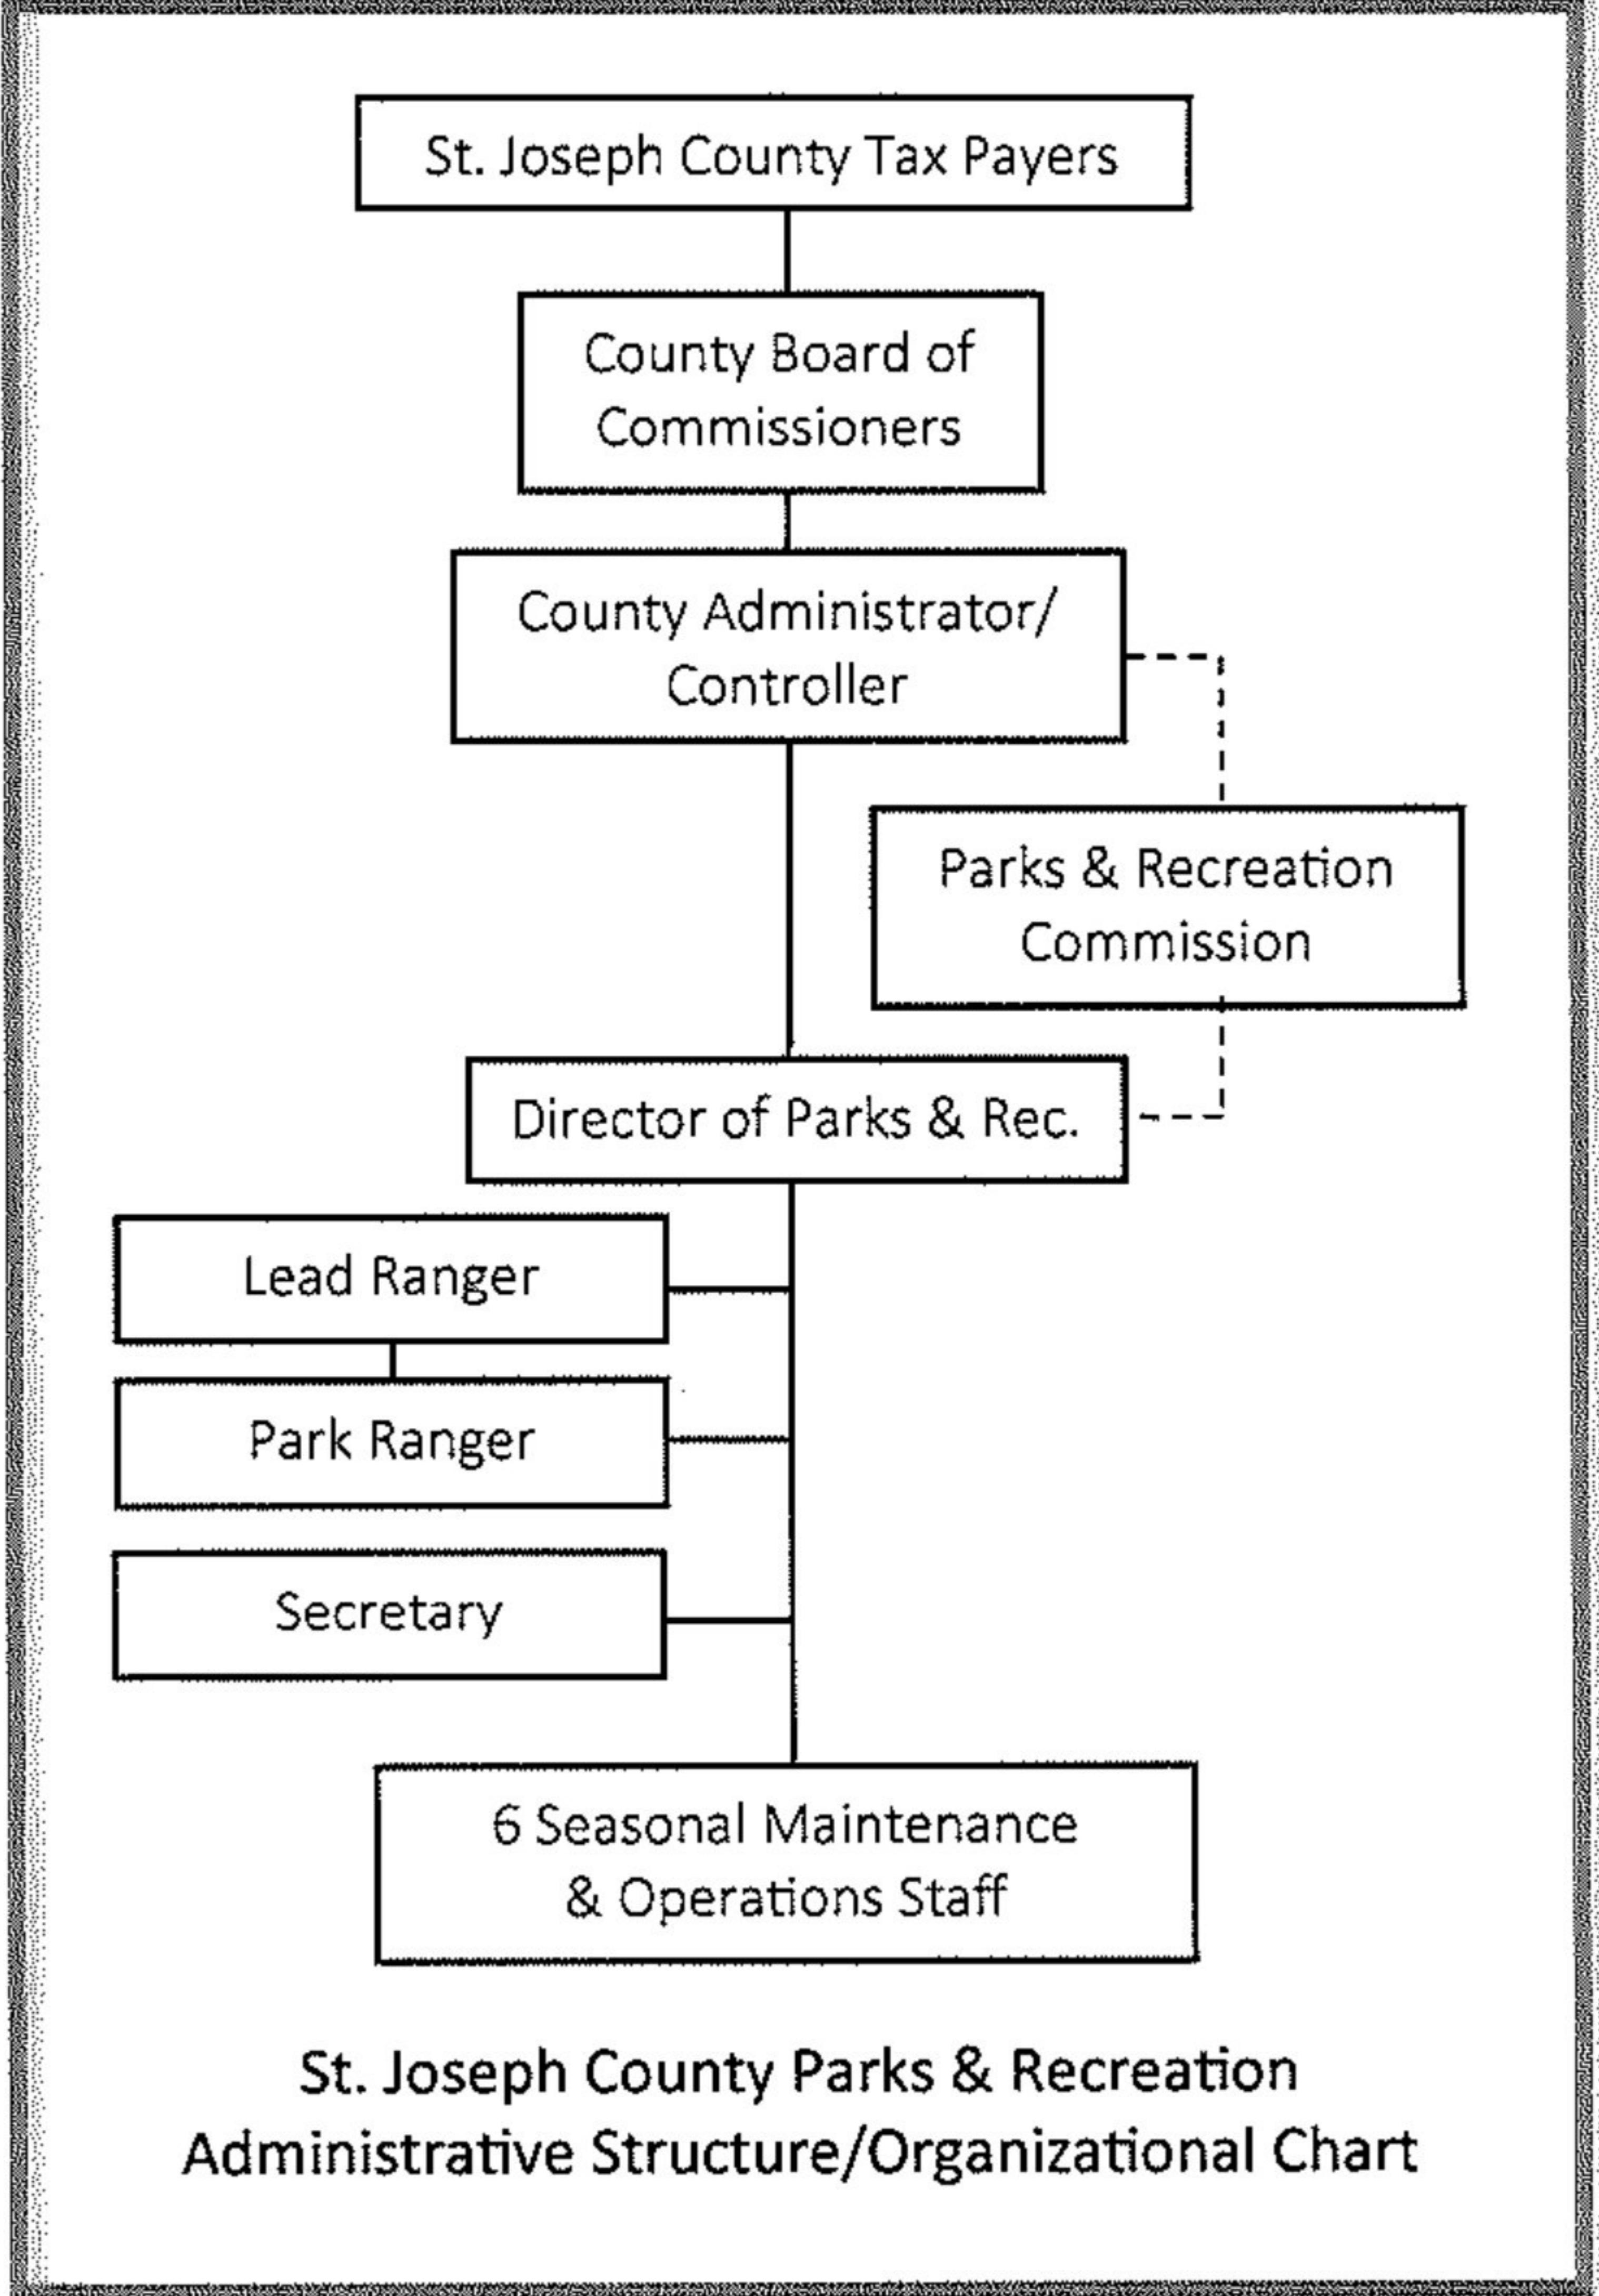 St. Joseph County Tax Payers
County Board of
Commissioners
County Administrator/
Controller
Parks & Recreation
Commission
Director of Parks & Rec.
Lead Ranger
Park Ranger
Secretary
6 Seasonal Maintenance
& Operations Staff
St. Joseph County Parks & Recreation
Administrative Structure/Organizational Chart